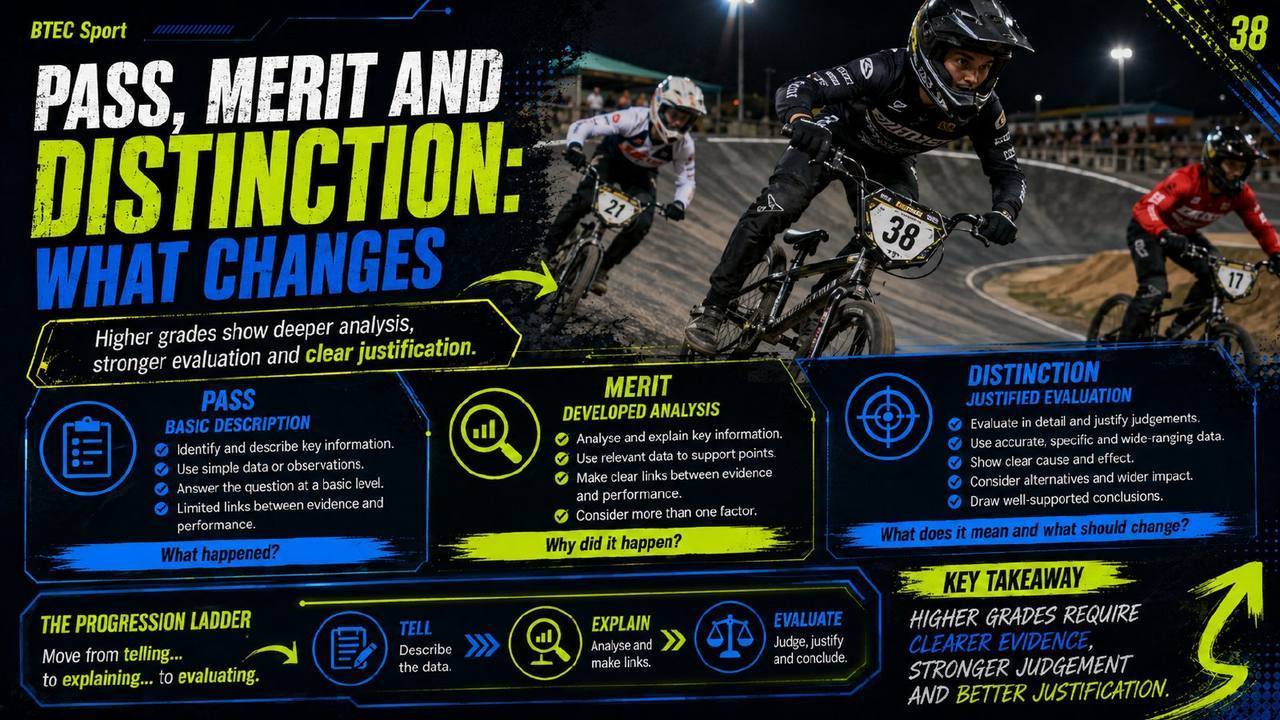 BTEC Sport
38
PASS, MERIT AND
DISTINCTION:
WHAT CHANGES
Higher grades show deeper analysis,
stronger evaluation and clear justification.
21
38
17
PASS
BASIC DESCRIPTION
Identify and describe key information.
Use simple data or observations.
Answer the question at a basic level.
Limited links between evidence and
performance.
What happened?
MERIT
DEVELOPED ANALYSIS
Analyse and explain key information.
Use relevant data to support points.
Make clear links between evidence
and performance.
Consider more than one factor.
Why did it happen?
DISTINCTION
JUSTIFIED EVALUATION
Evaluate in detail and justify judgements.
Use accurate, specific and wide-ranging data.
Show clear cause and effect.
Consider alternatives and wider impact.
Draw well-supported conclusions.
What does it mean and what should change?
THE PROGRESSION LADDER
Move from telling...
to explaining... to evaluating.
TELL
Describe
the data.
EXPLAIN
Analyse and
make links.
EVALUATE
Judge, justify
and conclude.
KEY TAKEAWAY
HIGHER GRADES REQUIRE
CLEARER EVIDENCE,
STRONGER JUDGEMENT
AND BETTER JUSTIFICATION.